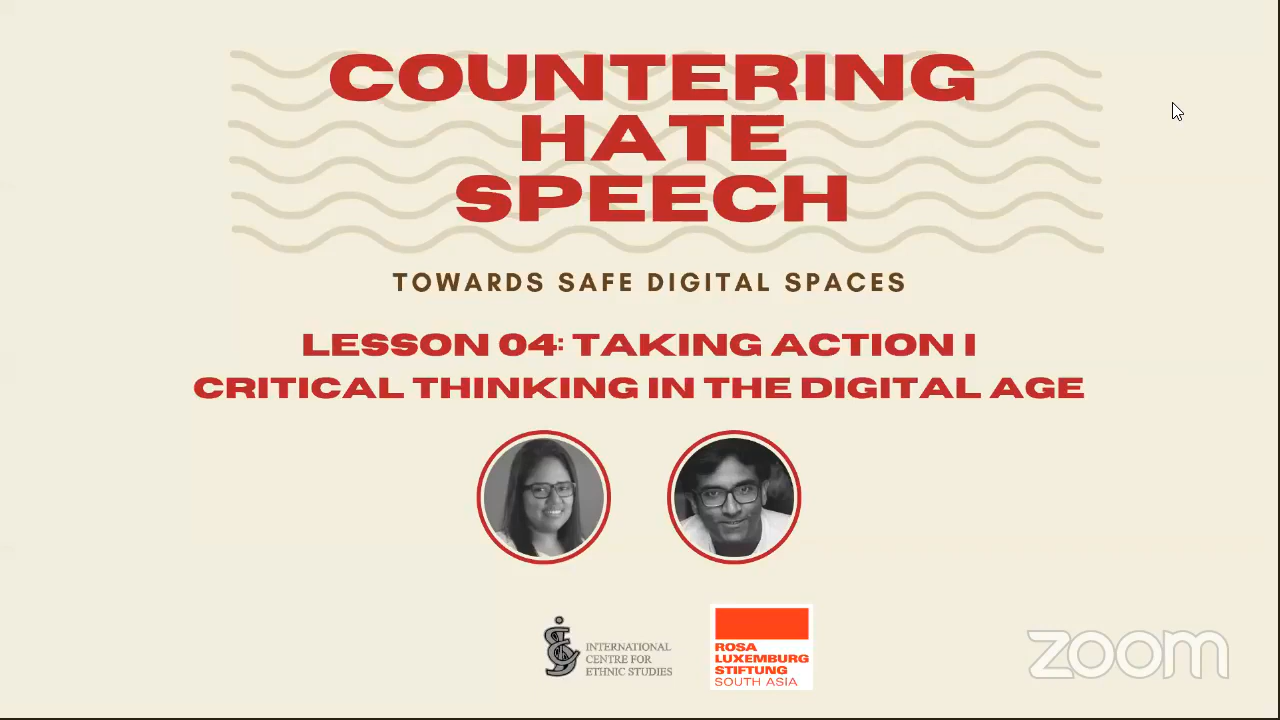 COUNTERING
HATE
SPEECH
TOWARDS SAFE DIGITAL SPACES
LESSON 04: TAKING ACTION I
CRITICAL THINKING IN THE DIGITAL AGE
INTERNATIONAL
CENTRE FOR
ETHNIC STUDIES
ROSA
LUXEMBURG
STIFTUNG
SOUTH ASIA
zoom